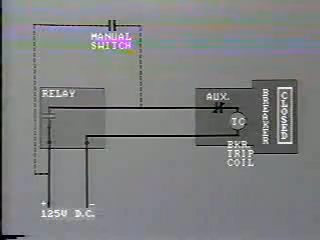 MANUAL
SWITCH
RELAY
AUX.
TC
BREAKER
CLOSED
BKR.
TRIP
COIL
+ -
125V D.C.